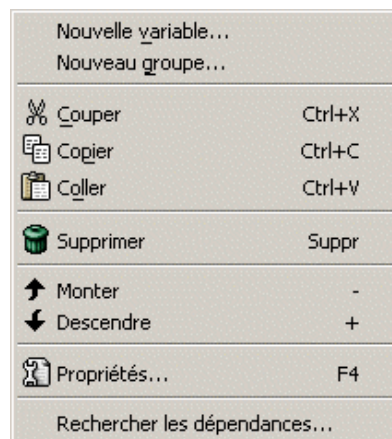 Nouvelle variable...
Nouveau groupe...
Couper Ctrl+X
Copier Ctrl+C
Coller Ctrl+V
Supprimer Suppr
Monter -
Descendre +
Propriétés... F4
Rechercher les dépendances...